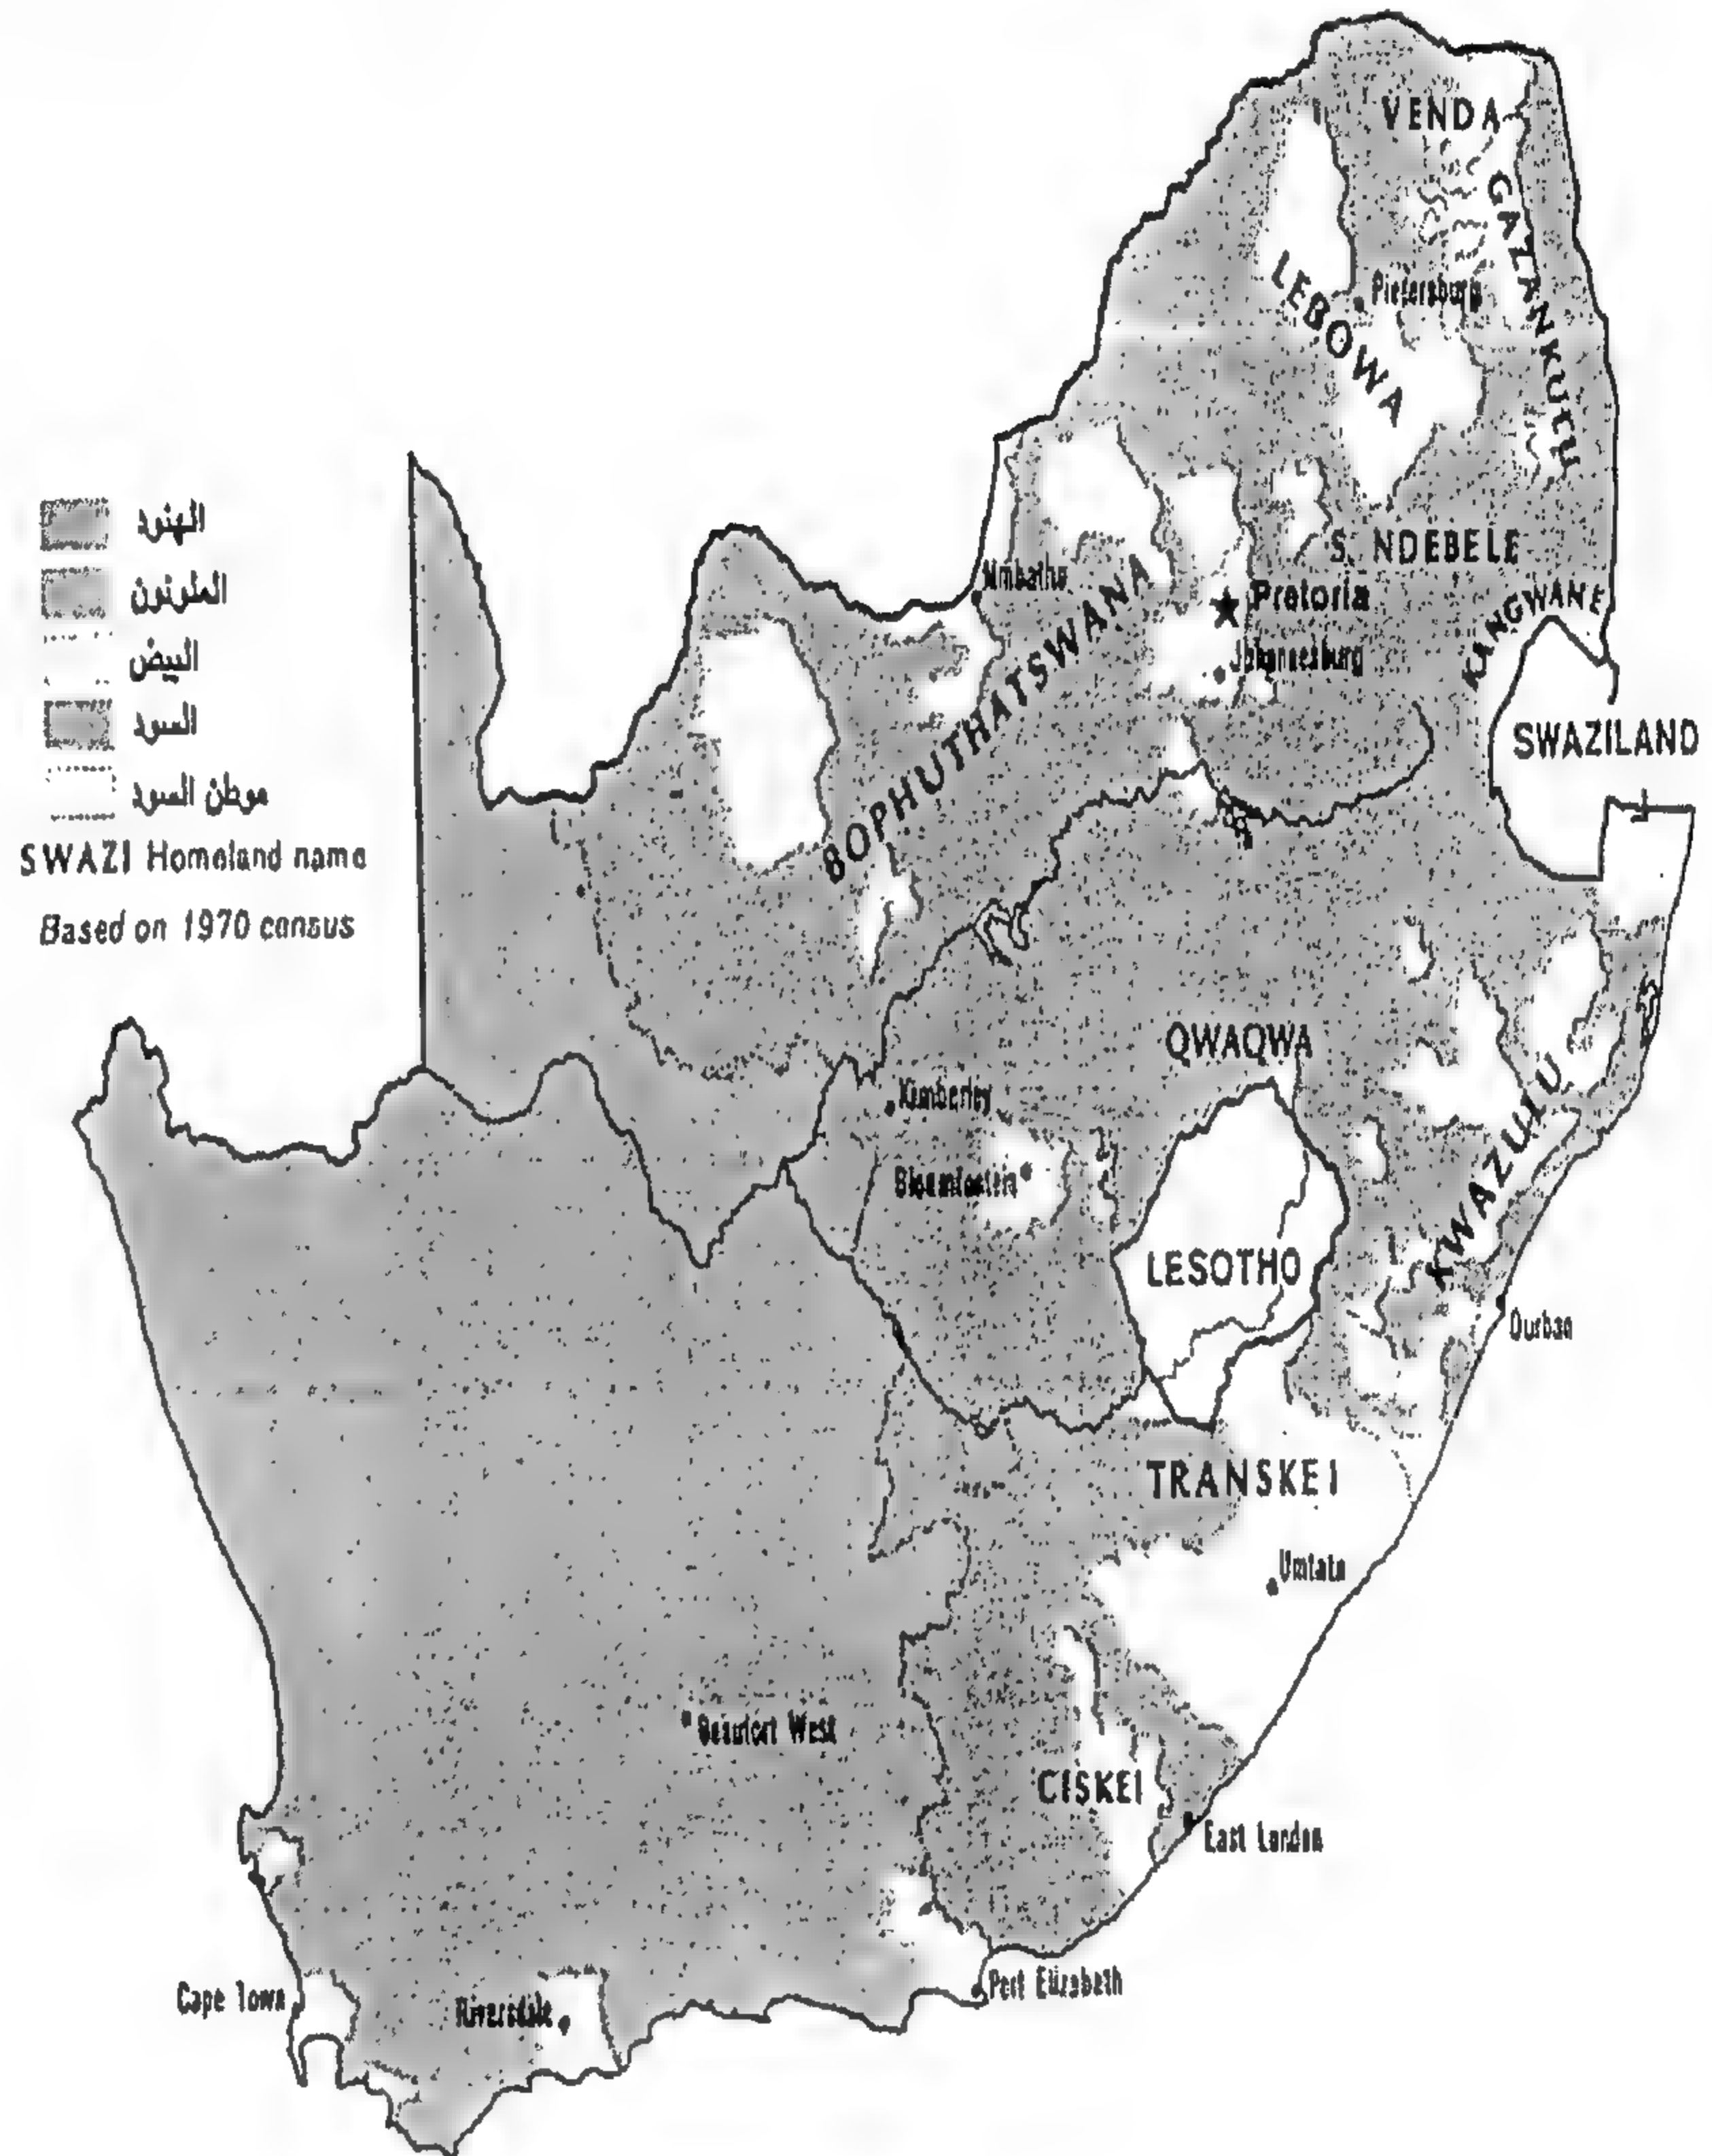 VENDA
GAZANKULU
LEBOWA
Pietersburg
S. NDEBELE
Mmbatho
Pretoria
KANGWANE
Johannesburg
BOPHUTHATSWANA
SWAZILAND
الهنود
الملونون
البيض
السود
موطن السود
SWAZI Homeland name
Based on 1970 census
QWAQWA
Kimberley
KWAZULU
Bloemfontein
LESOTHO
Durban
TRANSKEI
Umtata
Beaufort West
CISKEI
East London
Cape Town
Riversdale
Port Elizabeth